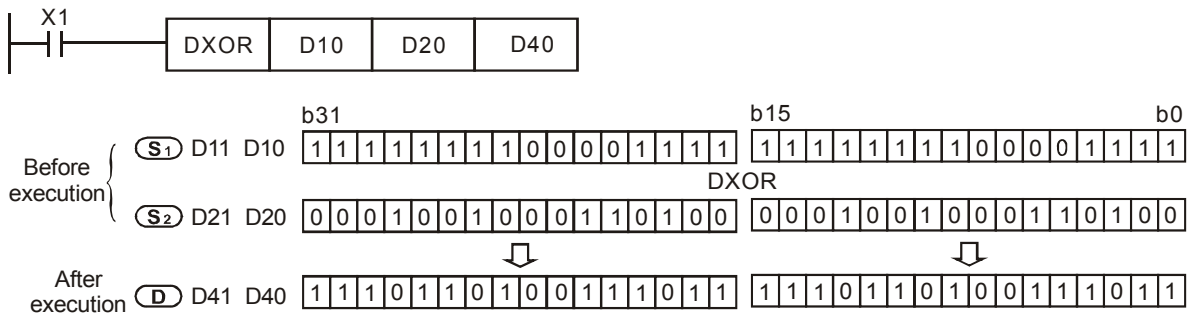 X1
DXOR D10 D20 D40
b31 b15 b0
Before execution
S1 D11 D10 1 1 1 1 1 1 1 1 0 0 0 0 1 1 1 1 1 1 1 1 1 1 1 1 0 0 0 0 1 1 1 1
DXOR
S2 D21 D20 0 0 0 1 0 0 1 0 0 0 1 1 0 1 0 0 0 0 0 1 0 0 1 0 0 0 1 1 0 1 0 0
After execution
D D41 D40 1 1 1 0 1 1 0 1 0 0 1 1 1 0 1 1 1 1 1 0 1 1 0 1 0 0 1 1 1 0 1 1